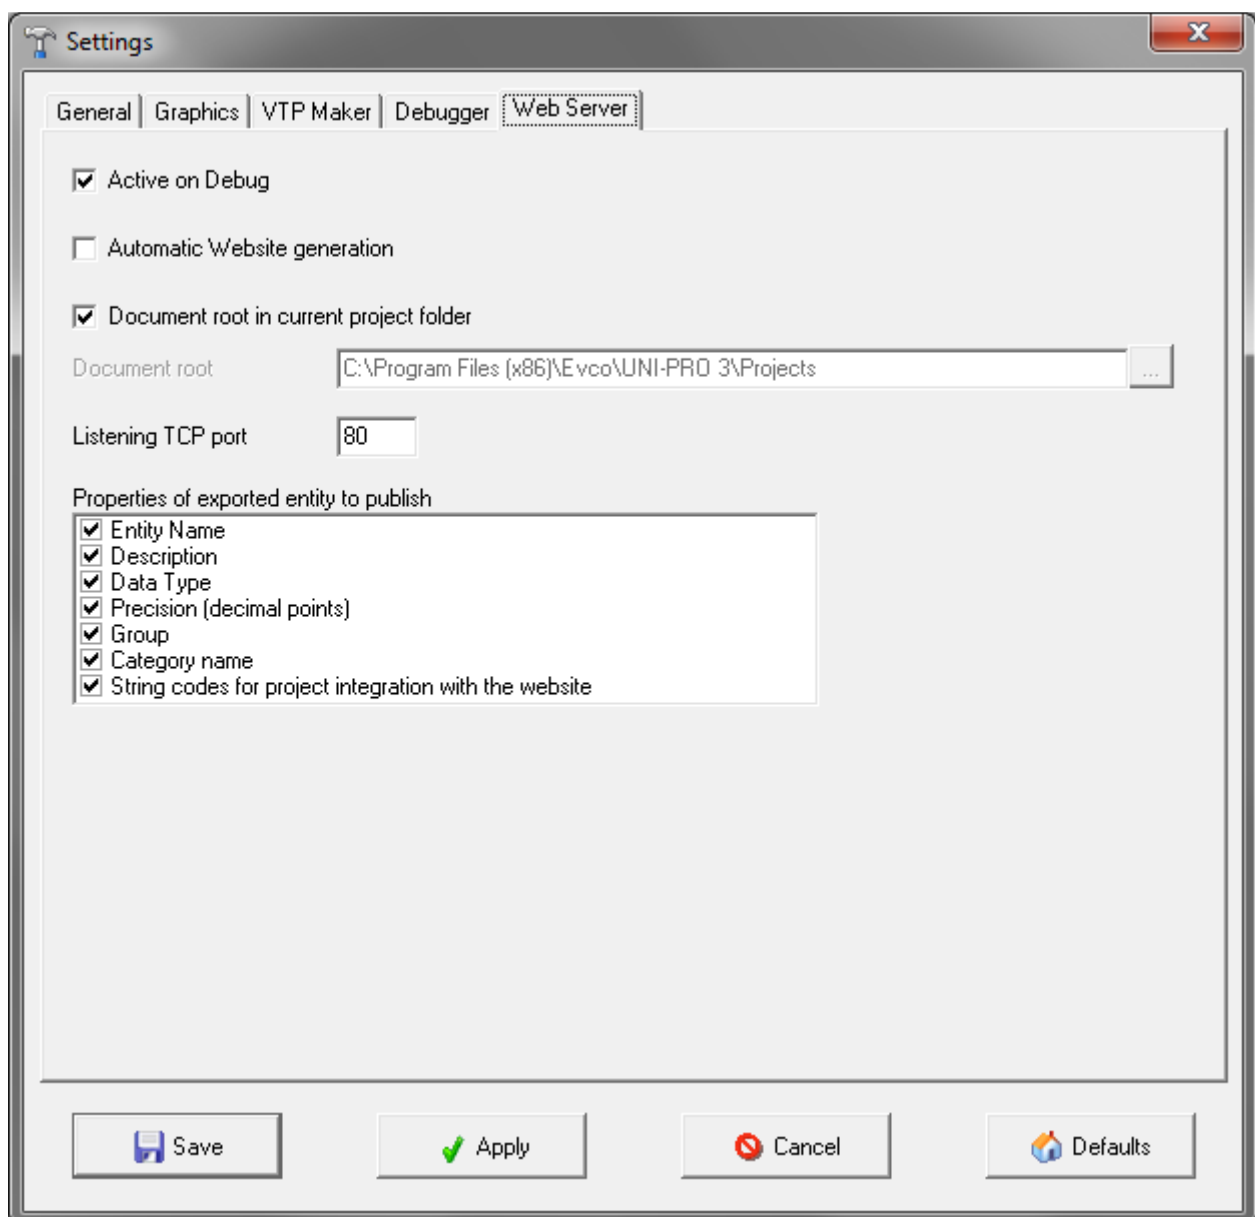 Settings
General Graphics VTP Maker Debugger Web Server
Active on Debug
Automatic Website generation
Document root in current project folder
Document root C:\Program Files (x86)\Evco\UNI-PRO 3\Projects ...
Listening TCP port 80
Properties of exported entity to publish
Entity Name
Description
Data Type
Precision (decimal points)
Group
Category name
String codes for project integration with the website
Save Apply Cancel Defaults